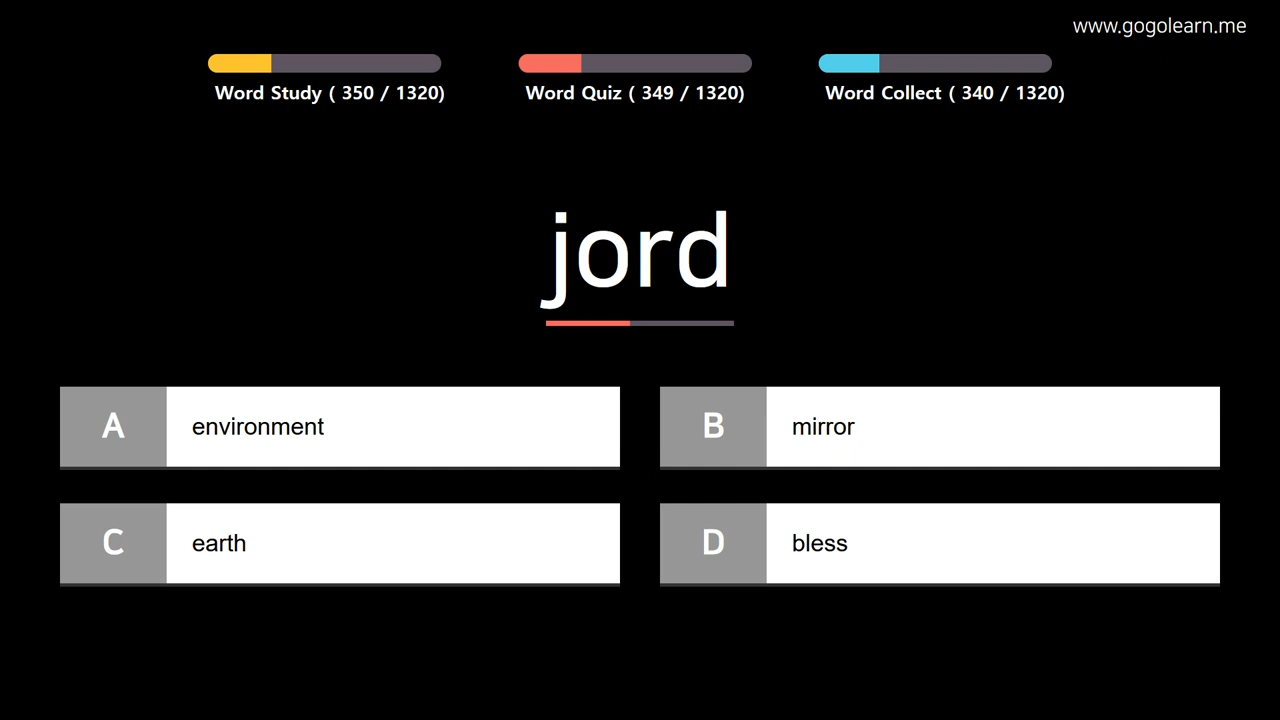 www.gogolearn.me
Word Study ( 350 / 1320)
Word Quiz ( 349 / 1320)
Word Collect ( 340 / 1320)
jord
A environment
B mirror
C earth
D bless